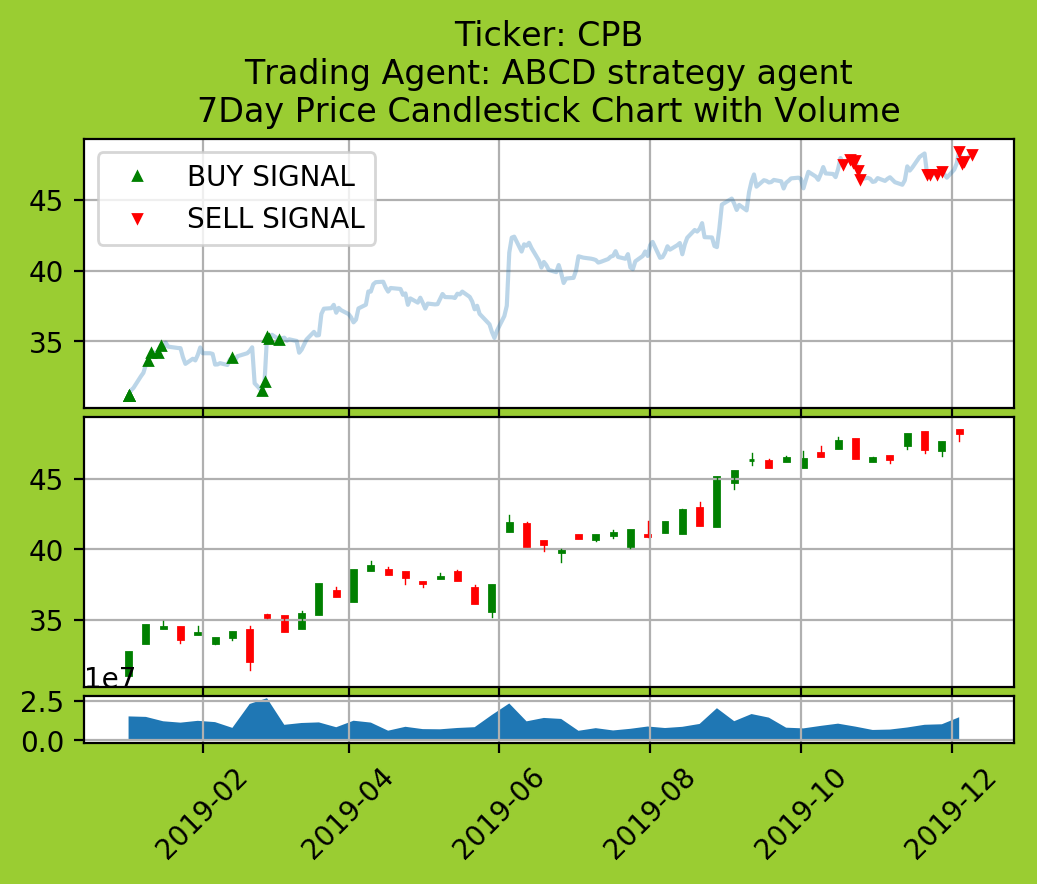 Ticker: CPB
Trading Agent: ABCD strategy agent
7Day Price Candlestick Chart with Volume
BUY SIGNAL
SELL SIGNAL
45
40
35
45
40
35
1e7
2.5
0.0
2019-02
2019-04
2019-06
2019-08
2019-10
2019-12